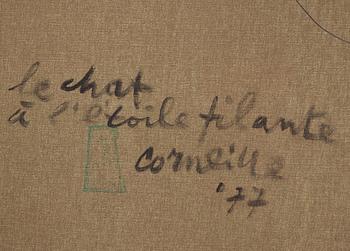 le chat
à l'étoile filante
Corneille
'77